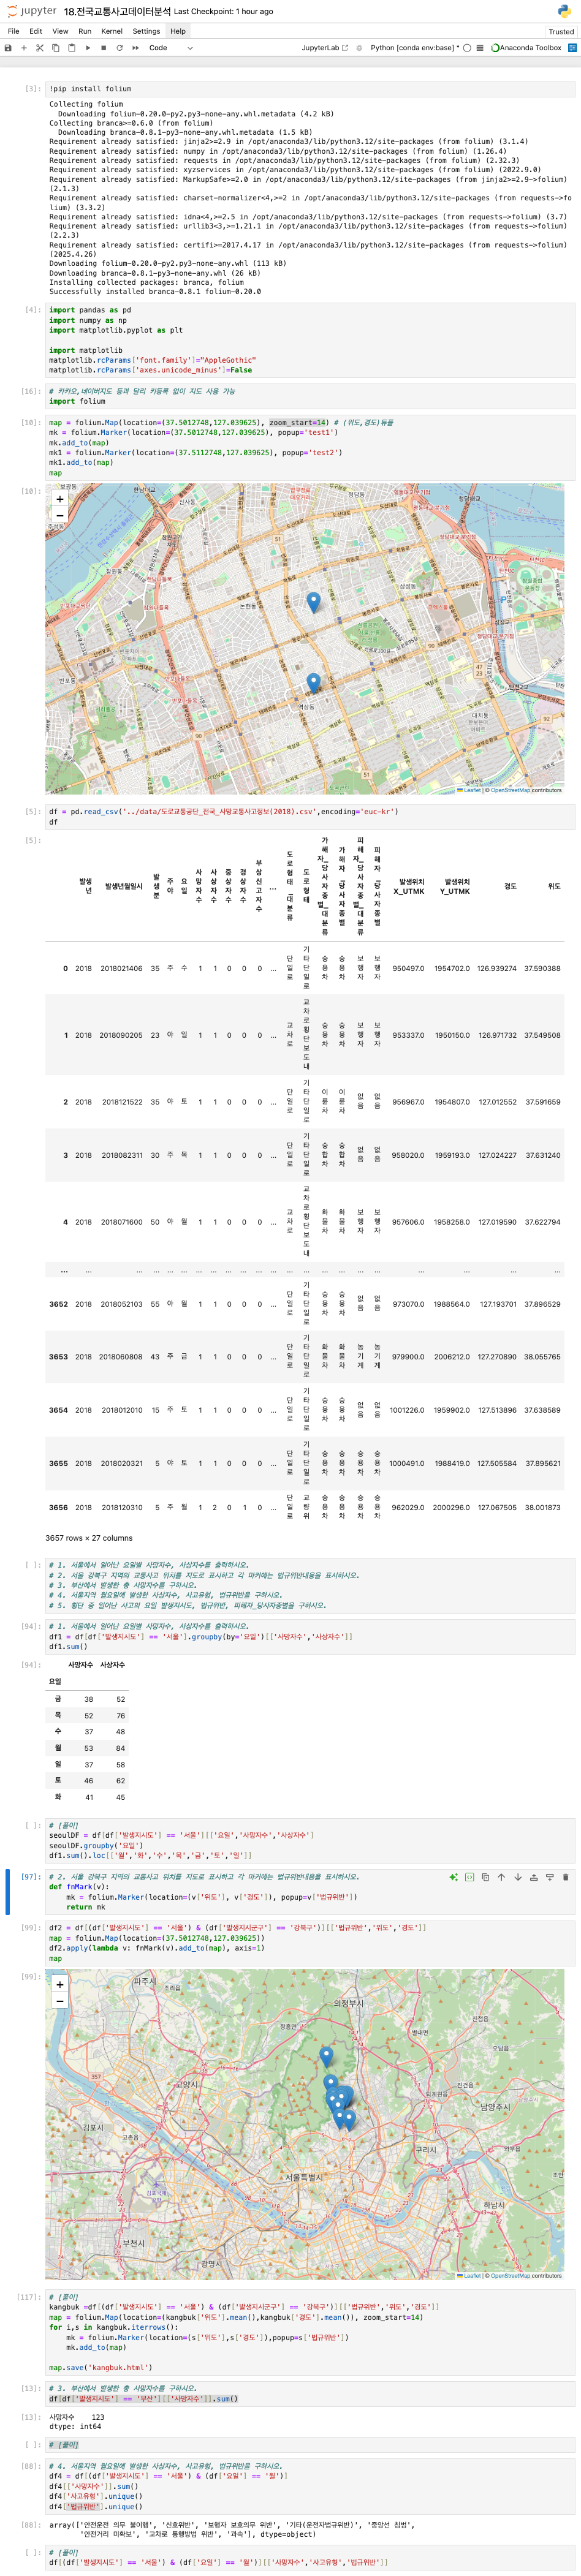 jupyter 18.전국교통사고데이터분석 Last Checkpoint: 1 hour ago
File Edit View Run Kernel Settings Help Trusted
Code JupyterLab Python [conda env:base] * Anaconda Toolbox
[3]: !pip install folium
Collecting folium
Downloading folium-0.20.0-py2.py3-none-any.whl.metadata (4.2 kB)
Collecting branca>=0.6.0 (from folium)
Downloading branca-0.8.1-py3-none-any.whl.metadata (1.5 kB)
Requirement already satisfied: jinja2>=2.9 in /opt/anaconda3/lib/python3.12/site-packages (from folium) (3.1.4)
Requirement already satisfied: numpy in /opt/anaconda3/lib/python3.12/site-packages (from folium) (1.26.4)
Requirement already satisfied: requests in /opt/anaconda3/lib/python3.12/site-packages (from folium) (2.32.3)
Requirement already satisfied: xyzservices in /opt/anaconda3/lib/python3.12/site-packages (from folium) (2022.9.0)
Requirement already satisfied: MarkupSafe>=2.0 in /opt/anaconda3/lib/python3.12/site-packages (from jinja2>=2.9->folium)
(2.1.3)
Requirement already satisfied: charset-normalizer<4,>=2 in /opt/anaconda3/lib/python3.12/site-packages (from requests->fo
lium) (3.3.2)
Requirement already satisfied: idna<4,>=2.5 in /opt/anaconda3/lib/python3.12/site-packages (from requests->folium) (3.7)
Requirement already satisfied: urllib3<3,>=1.21.1 in /opt/anaconda3/lib/python3.12/site-packages (from requests->folium)
(2.2.3)
Requirement already satisfied: certifi>=2017.4.17 in /opt/anaconda3/lib/python3.12/site-packages (from requests->folium)
(2025.4.26)
Downloading folium-0.20.0-py2.py3-none-any.whl (113 kB)
Downloading branca-0.8.1-py3-none-any.whl (26 kB)
Installing collected packages: branca, folium
Successfully installed branca-0.8.1 folium-0.20.0
[4]: import pandas as pd
import numpy as np
import matplotlib.pyplot as plt
import matplotlib
matplotlib.rcParams['font.family']="AppleGothic"
matplotlib.rcParams['axes.unicode_minus']=False
[16]: # 카카오,네이버지도 등과 달리 키등록 없이 지도 사용 가능
import folium
[10]: map = folium.Map(location=(37.5012748,127.039625), zoom_start=14) # (위도,경도)튜플
mk = folium.Marker(location=(37.5012748,127.039625), popup='test1')
mk.add_to(map)
mk1 = folium.Marker(location=(37.5112748,127.039625), popup='test2')
mk1.add_to(map)
map
[10]:
+
−
논현동
삼성동
역삼동
대치동
반포동
Leaflet | © OpenStreetMap contributors
[5]: df = pd.read_csv('../data/도로교통공단_전국_사망교통사고정보(2018).csv',encoding='euc-kr')
df
[5]:
발생년 발생년월일시 발생분 주야 요일 사망자수 사상자수 중상자수 경상자수 부상신고자수 ... 도로형태_대분류 도로형태 가해자_당사자종별_대분류 가해자_당사자종별 피해자_당사자종별_대분류 피해자_당사자종별 발생위치X_UTMK 발생위치Y_UTMK 경도 위도
0 2018 2018021406 35 주 수 1 1 0 0 0 ... 단일로 기타단일로 승용차 승용차 보행자 보행자 950497.0 1954702.0 126.939274 37.590388
1 2018 2018090205 23 야 일 1 1 0 0 0 ... 교차로 교차로횡단보도내 승용차 승용차 보행자 보행자 953337.0 1950150.0 126.971732 37.549508
2 2018 2018121522 35 야 토 1 1 0 0 0 ... 단일로 기타단일로 이륜차 이륜차 없음 없음 956967.0 1954807.0 127.012552 37.591659
3 2018 2018082311 30 주 목 1 1 0 0 0 ... 단일로 기타단일로 승합차 승합차 없음 없음 958020.0 1959193.0 127.024227 37.631240
4 2018 2018071600 50 야 월 1 1 0 0 0 ... 교차로 교차로횡단보도내 화물차 화물차 보행자 보행자 957606.0 1958258.0 127.019590 37.622794
... ... ... ... ... ... ... ... ... ... ... ... ... ... ... ... ... ... ... ... ... ...
3652 2018 2018052103 55 야 월 1 1 0 0 0 ... 단일로 기타단일로 승용차 승용차 없음 없음 973070.0 1988564.0 127.193701 37.896529
3653 2018 2018060808 43 주 금 1 1 0 0 0 ... 단일로 기타단일로 화물차 화물차 농기계 농기계 979900.0 2006212.0 127.270890 38.055765
3654 2018 2018012010 15 주 토 1 1 0 0 0 ... 단일로 기타단일로 승용차 승용차 없음 없음 1001226.0 1959902.0 127.513896 37.638589
3655 2018 2018020321 5 야 토 1 1 0 0 0 ... 단일로 기타단일로 승용차 승용차 승용차 승용차 1000491.0 1988419.0 127.505584 37.895621
3656 2018 2018120310 5 주 월 1 2 0 1 0 ... 단일로 교량위 승용차 승용차 승용차 승용차 962029.0 2000296.0 127.067505 38.001873
3657 rows × 27 columns
[ ]: # 1. 서울에서 일어난 요일별 사망자수, 사상자수를 출력하시오.
# 2. 서울 강북구 지역의 교통사고 위치를 지도로 표시하고 각 마커에는 법규위반내용을 표시하시오.
# 3. 부산에서 발생한 총 사망자수를 구하시오.
# 4. 서울지역 월요일에 발생한 사상자수, 사고유형, 법규위반을 구하시오.
# 5. 횡단 중 일어난 사고의 요일 발생지시도, 법규위반, 피해자_당사자종별을 구하시오.
[94]: # 1. 서울에서 일어난 요일별 사망자수, 사상자수를 출력하시오.
df1 = df[df['발생지시도'] == '서울'].groupby(by='요일')[['사망자수','사상자수']]
df1.sum()
[94]: 사망자수 사상자수
요일
금 38 52
목 52 76
수 37 48
월 53 84
일 37 58
토 46 62
화 41 45
[ ]: # [풀이]
seoulDF = df[df['발생지시도'] == '서울'][['요일','사망자수','사상자수']
seoulDF.groupby('요일')
df1.sum().loc[['월','화','수','목','금','토','일']]
[97]: # 2. 서울 강북구 지역의 교통사고 위치를 지도로 표시하고 각 마커에는 법규위반내용을 표시하시오.
def fnMark(v):
mk = folium.Marker(location=(v['위도'], v['경도']), popup=v['법규위반'])
return mk
[99]: df2 = df[(df['발생지시도'] == '서울') & (df['발생지시군구'] == '강북구')][['법규위반','위도','경도']]
map = folium.Map(location=(37.5012748,127.039625))
df2.apply(lambda v: fnMark(v).add_to(map), axis=1)
map
[99]:
+
−
파주시
의정부시
고양시
남양주시
김포시
구리시
서울특별시
하남시
부천시
광명시
Leaflet | © OpenStreetMap contributors
[117]: # [풀이]
kangbuk =df[(df['발생지시도'] == '서울') & (df['발생지시군구'] == '강북구')][['법규위반','위도','경도']]
map = folium.Map(location=(kangbuk['위도'].mean(),kangbuk['경도'].mean()), zoom_start=14)
for i,s in kangbuk.iterrows():
mk = folium.Marker(location=(s['위도'],s['경도']),popup=s['법규위반'])
mk.add_to(map)
map.save('kangbuk.html')
[13]: # 3. 부산에서 발생한 총 사망자수를 구하시오.
df[df['발생지시도'] == '부산'][['사망자수']].sum()
[13]: 사망자수 123
dtype: int64
[ ]: # [풀이]
[88]: # 4. 서울지역 월요일에 발생한 사상자수, 사고유형, 법규위반을 구하시오.
df4 = df[(df['발생지시도'] == '서울') & (df['요일'] == '월')]
df4[['사망자수']].sum()
df4['사고유형'].unique()
df4['법규위반'].unique()
[88]: array(['안전운전 의무 불이행', '신호위반', '보행자 보호의무 위반', '기타(운전자법규위반)', '중앙선 침범',
'안전거리 미확보', '교차로 통행방법 위반', '과속'], dtype=object)
[ ]: # [풀이]
df[(df['발생지시도'] == '서울') & (df['요일'] == '월')][['사망자수','사고유형','법규위반']]